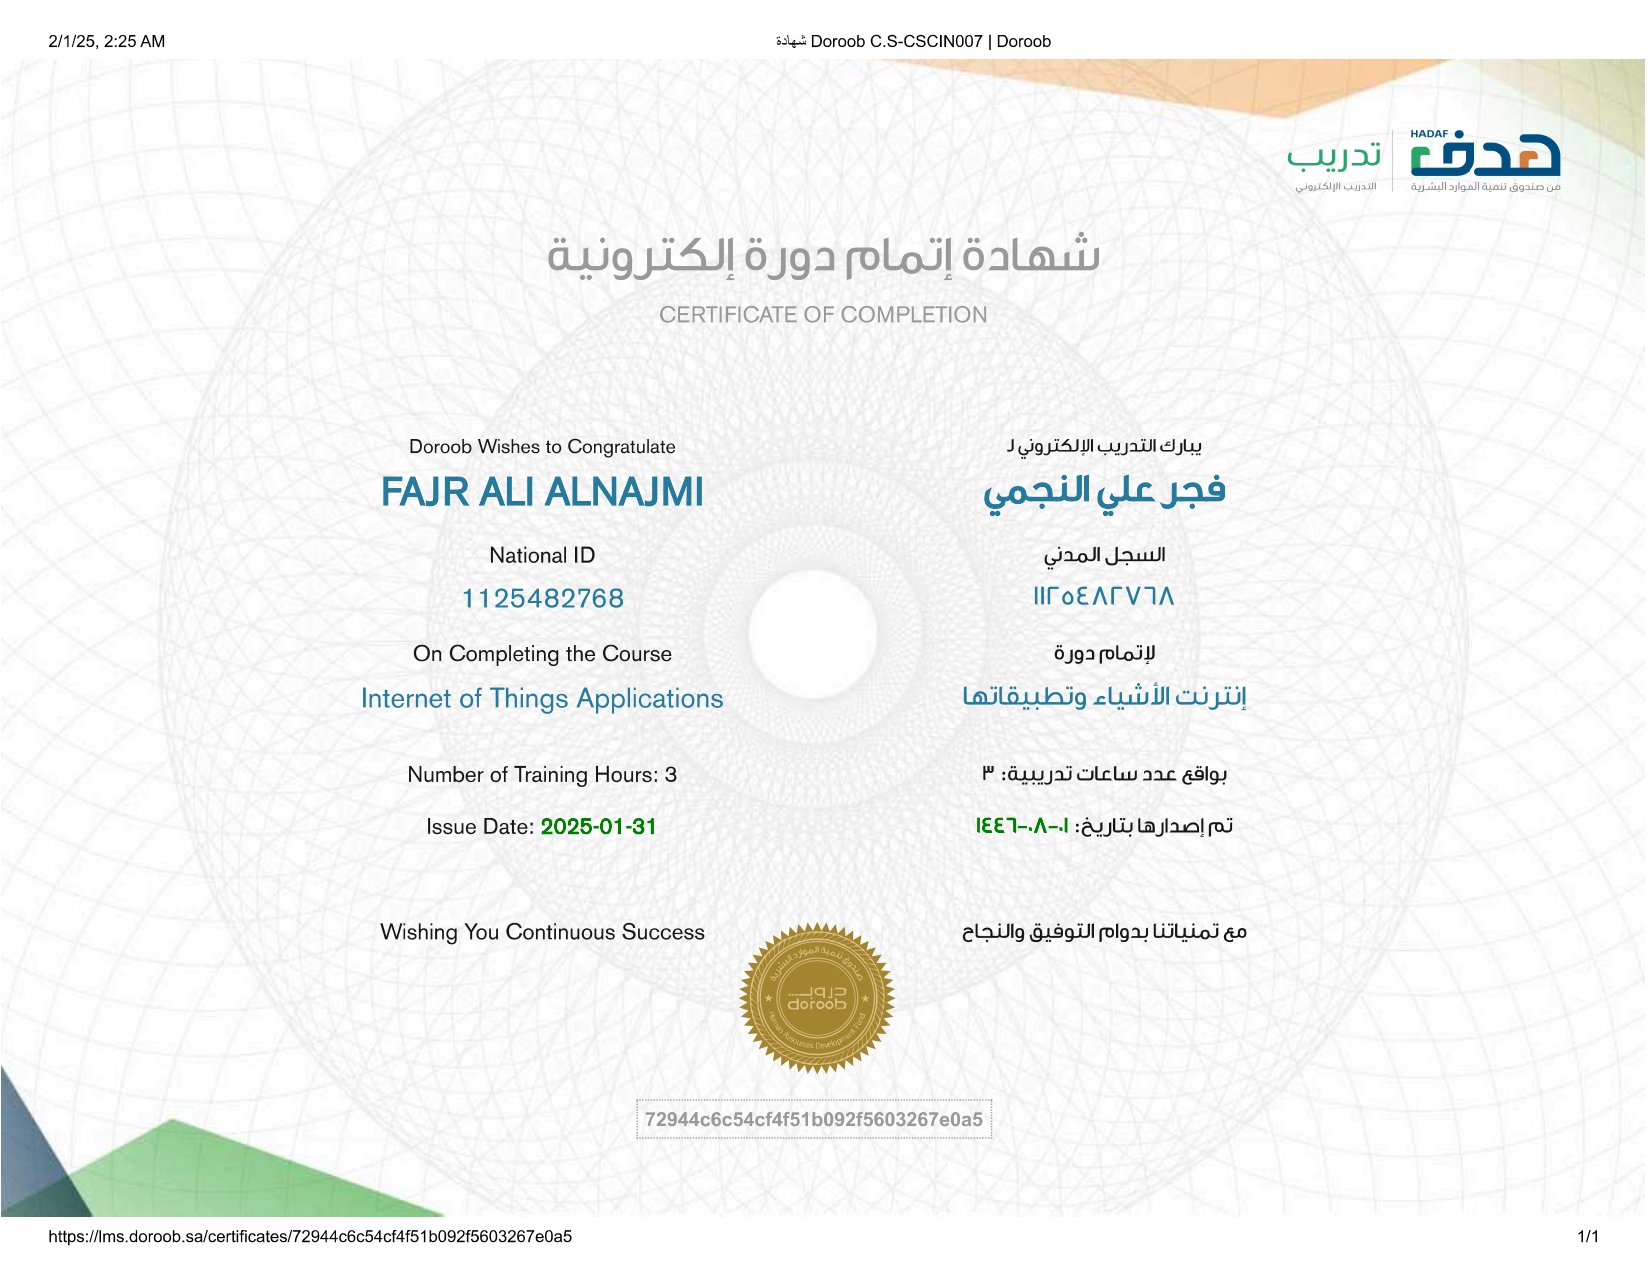 2/1/25, 2:25 AM
شهادة Doroob C.S-CSCIN007 | Doroob
HADAF
هدف
من صندوق تنمية الموارد البشرية
تدريب
التدريب الإلكتروني
شهادة إتمام دورة إلكترونية
CERTIFICATE OF COMPLETION
Doroob Wishes to Congratulate
يبارك التدريب الإلكتروني لـ
FAJR ALI ALNAJMI
فجر علي النجمي
National ID
السجل المدني
1125482768
١١٢٥٤٨٢٧٦٨
On Completing the Course
لإتمام دورة
Internet of Things Applications
إنترنت الأشياء وتطبيقاتها
Number of Training Hours: 3
بواقع عدد ساعات تدريبية: ٣
Issue Date: 2025-01-31
تم إصدارها بتاريخ: ٠١-٠٨-١٤٤٦
Wishing You Continuous Success
مع تمنياتنا بدوام التوفيق والنجاح
صندوق تنمية الموارد البشرية
دروب
doroob
Human Resources Development Fund
72944c6c54cf4f51b092f5603267e0a5
https://lms.doroob.sa/certificates/72944c6c54cf4f51b092f5603267e0a5
1/1